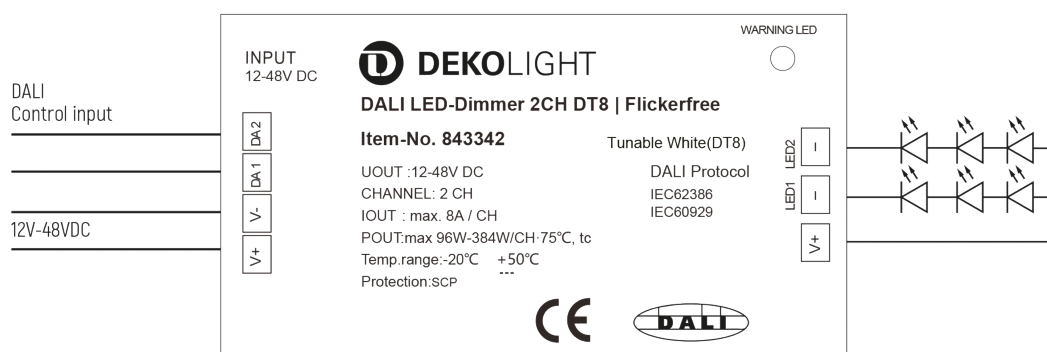 WARNING LED
INPUT
12-48V DC
DEKOLIGHT
DALI
Control input
DALI LED-Dimmer 2CH DT8 | Flickerfree
Item-No. 843342
Tunable White(DT8)
UOUT :12-48V DC
DALI Protocol
CHANNEL: 2 CH
IEC62386
IOUT : max. 8A / CH
IEC60929
POUT:max 96W-384W/CH·75℃, tc
Temp.range:-20℃ +50℃
---
Protection:SCP
DA2
DA1
V-
V+
12V-48VDC
LED2
–
LED1
–
V+
CE
DALI